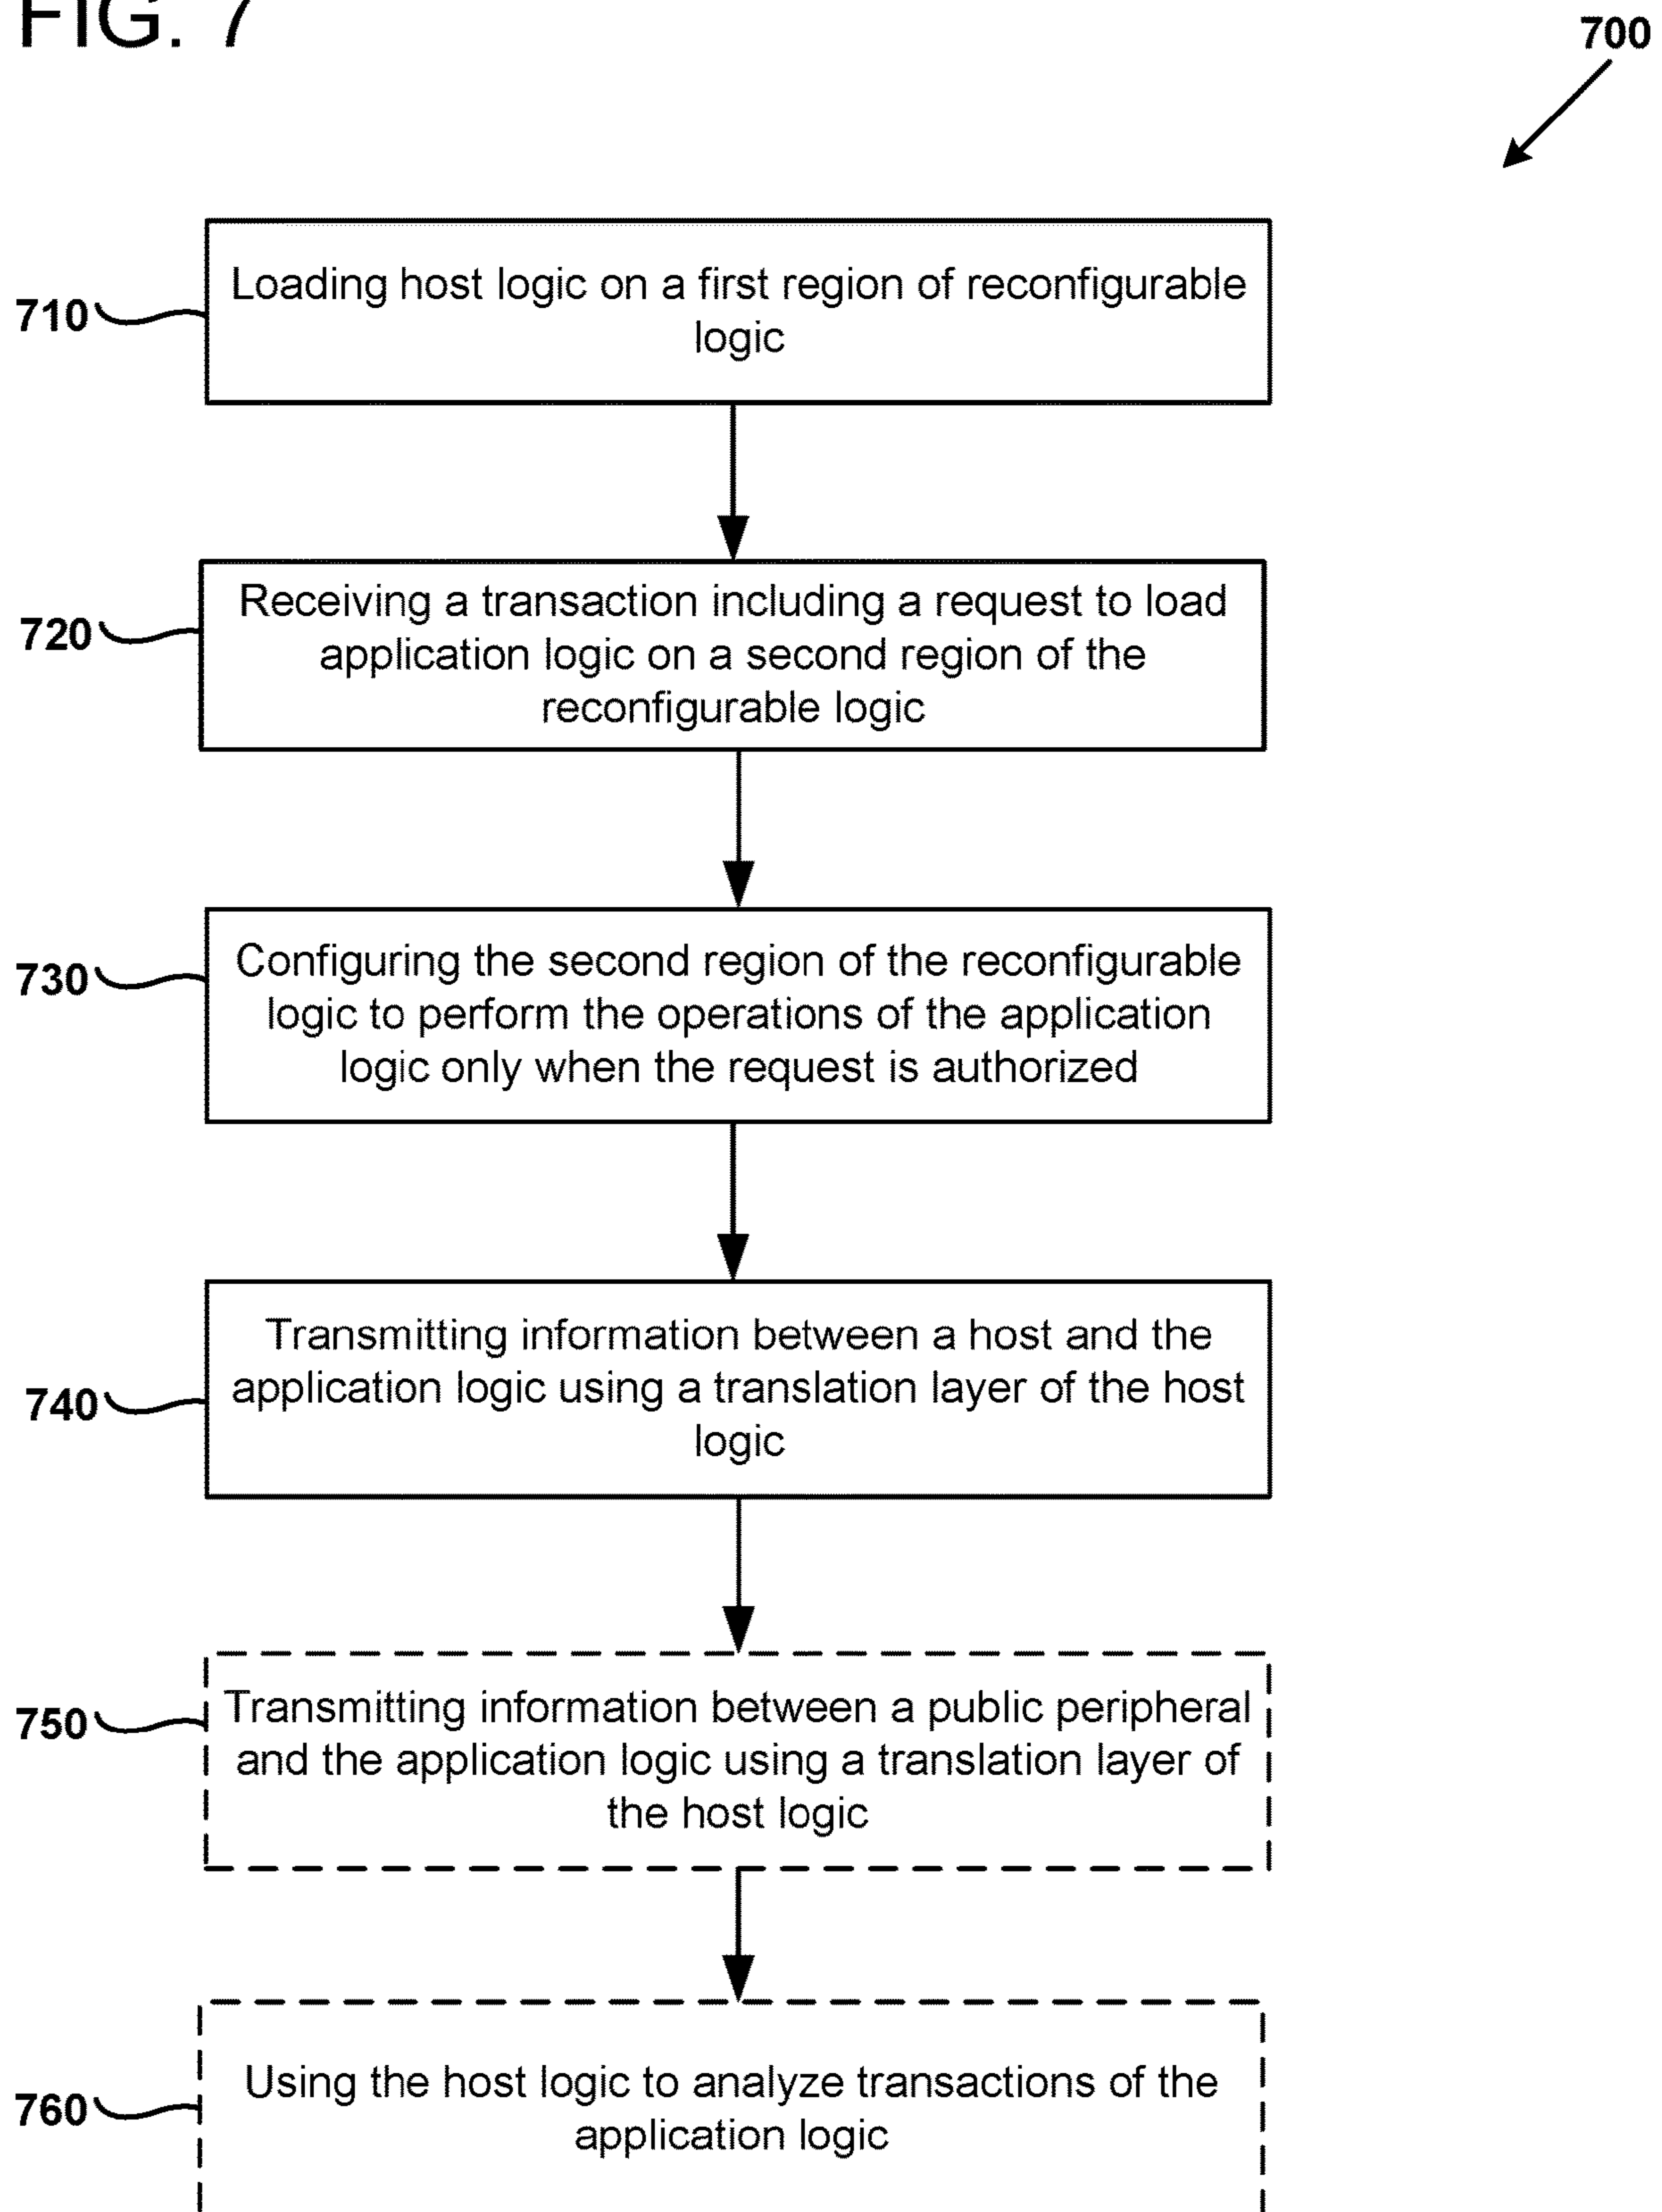 FIG. 7
700
710
Loading host logic on a first region of reconfigurable
logic
720
Receiving a transaction including a request to load
application logic on a second region of the
reconfigurable logic
730
Configuring the second region of the reconfigurable
logic to perform the operations of the application
logic only when the request is authorized
740
Transmitting information between a host and the
application logic using a translation layer of the host
logic
750
Transmitting information between a public peripheral
and the application logic using a translation layer of
the host logic
760
Using the host logic to analyze transactions of the
application logic